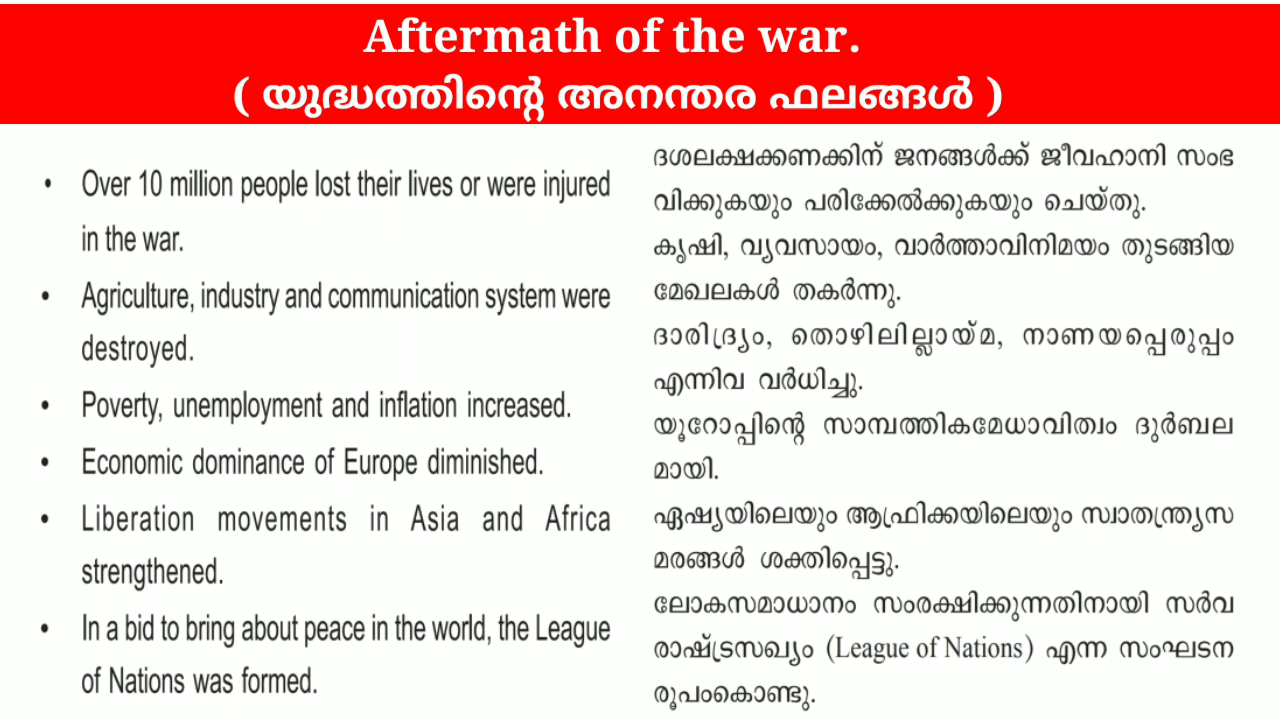 Aftermath of the war.
( യുദ്ധത്തിന്റെ അനന്തര ഫലങ്ങൾ )
• Over 10 million people lost their lives or were injured
in the war.
• Agriculture, industry and communication system were
destroyed.
• Poverty, unemployment and inflation increased.
• Economic dominance of Europe diminished.
• Liberation movements in Asia and Africa
strengthened.
• In a bid to bring about peace in the world, the League
of Nations was formed.
ദശലക്ഷക്കണക്കിന് ജനങ്ങൾക്ക് ജീവഹാനി സംഭ
വിക്കുകയും പരിക്കേൽക്കുകയും ചെയ്തു.
കൃഷി, വ്യവസായം, വാർത്താവിനിമയം തുടങ്ങിയ
മേഖലകൾ തകർന്നു.
ദാരിദ്ര്യം, തൊഴിലില്ലായ്മ, നാണയപ്പെരുപ്പം
എന്നിവ വർധിച്ചു.
യൂറോപ്പിന്റെ സാമ്പത്തികമേധാവിത്വം ദുർബല
മായി.
ഏഷ്യയിലെയും ആഫ്രിക്കയിലെയും സ്വാതന്ത്ര്യസ
മരങ്ങൾ ശക്തിപ്പെട്ടു.
ലോകസമാധാനം സംരക്ഷിക്കുന്നതിനായി സർവ
രാഷ്ട്രസഖ്യം (League of Nations) എന്ന സംഘടന
രൂപംകൊണ്ടു.